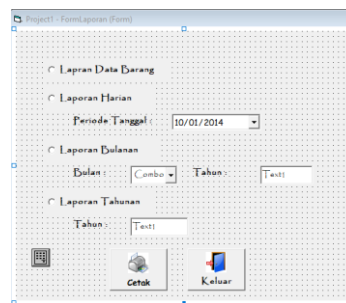 Project1 - FormLaporan (Form)
Lapran Data Barang
Laporan Harian
Periode Tanggal : 10/01/2014
Laporan Bulanan
Bulan : Combo Tahun : Text1
Laporan Tahunan
Tahun : Text1
Cetak Keluar